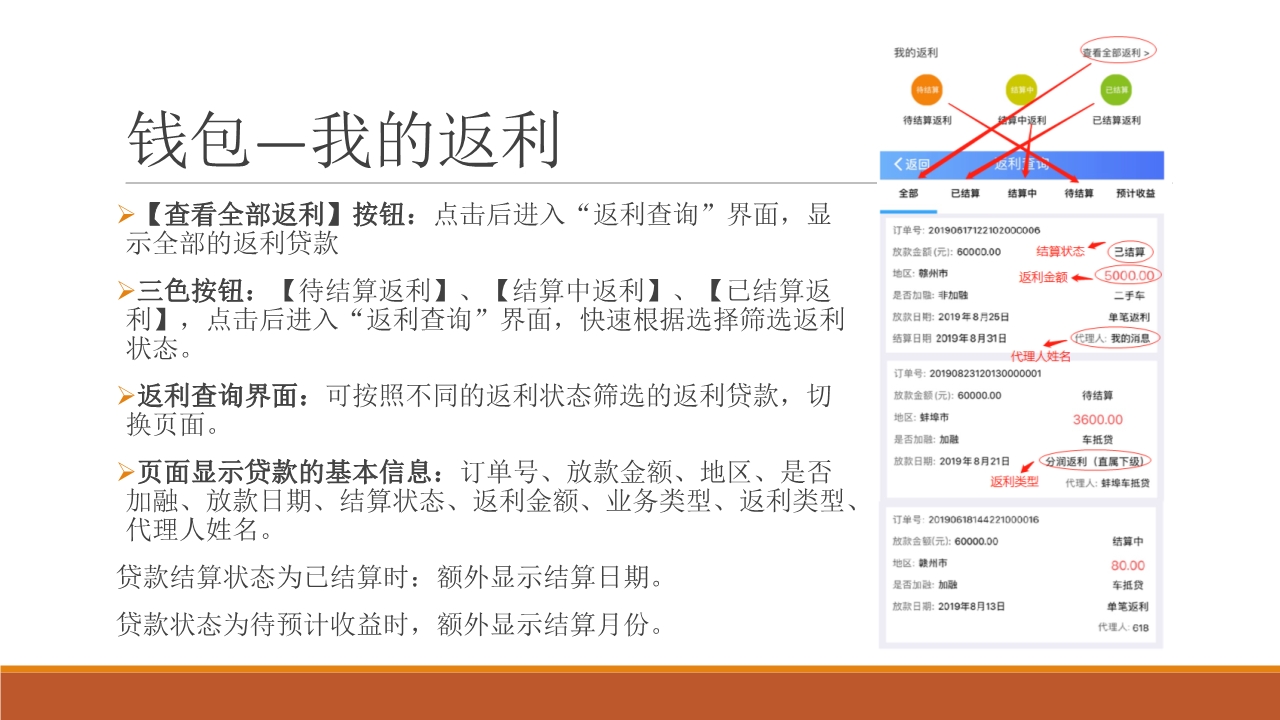 钱包—我的返利
➢【查看全部返利】按钮：点击后进入“返利查询”界面，显
示全部的返利贷款
➢三色按钮：【待结算返利】、【结算中返利】、【已结算返
利】，点击后进入“返利查询”界面，快速根据选择筛选返利
状态。
➢返利查询界面：可按照不同的返利状态筛选的返利贷款，切
换页面。
➢页面显示贷款的基本信息：订单号、放款金额、地区、是否
加融、放款日期、结算状态、返利金额、业务类型、返利类型、
代理人姓名。
贷款结算状态为已结算时：额外显示结算日期。
贷款状态为待预计收益时，额外显示结算月份。
我的返利 查看全部返利 >
待结算 结算中 已结算
待结算返利 结算中返利 已结算返利
返回 返利查询
全部 已结算 结算中 待结算 预计收益
订单号: 20190617122102000006
放款金额(元): 60000.00 结算状态 已结算
地区: 赣州市 返利金额 5000.00
是否加融: 非加融 二手车
放款日期: 2019年8月25日 单笔返利
结算日期 2019年8月31日 代理人: 我的消息
代理人姓名
订单号: 20190823120130000001
放款金额(元): 60000.00 待结算
地区: 蚌埠市 3600.00
是否加融: 加融 车抵贷
放款日期: 2019年8月21日 分润返利（直属下级）
返利类型 代理人: 蚌埠车抵贷
订单号: 20190618144221000016
放款金额(元): 60000.00 结算中
地区: 赣州市 80.00
是否加融: 加融 车抵贷
放款日期: 2019年8月13日 单笔返利
代理人: 618